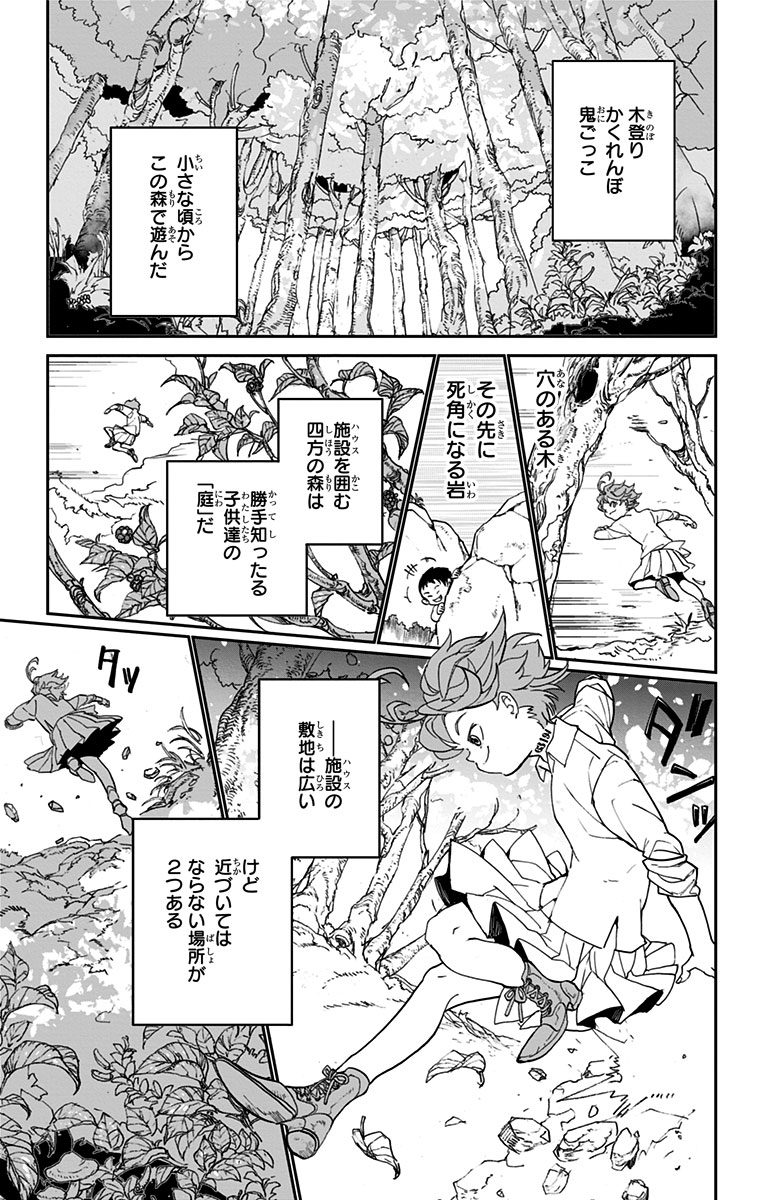 木登り
かくれんぼ
鬼ごっこ
小さな頃から
この森で遊んだ
穴のある木
その先に
死角になる岩
施設を囲む
四方の森は
勝手知ったる
子供達の
「庭」だ
ダンッ
63194
──施設の
敷地は広い
けど
近づいては
ならない場所が
２つある
タッ